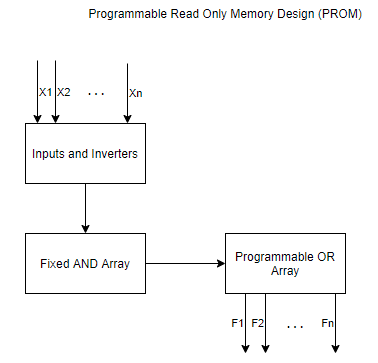 Programmable Read Only Memory Design (PROM)
X1 X2 ... Xn
Inputs and Inverters
Fixed AND Array
Programmable OR
Array
F1 F2 ... Fn